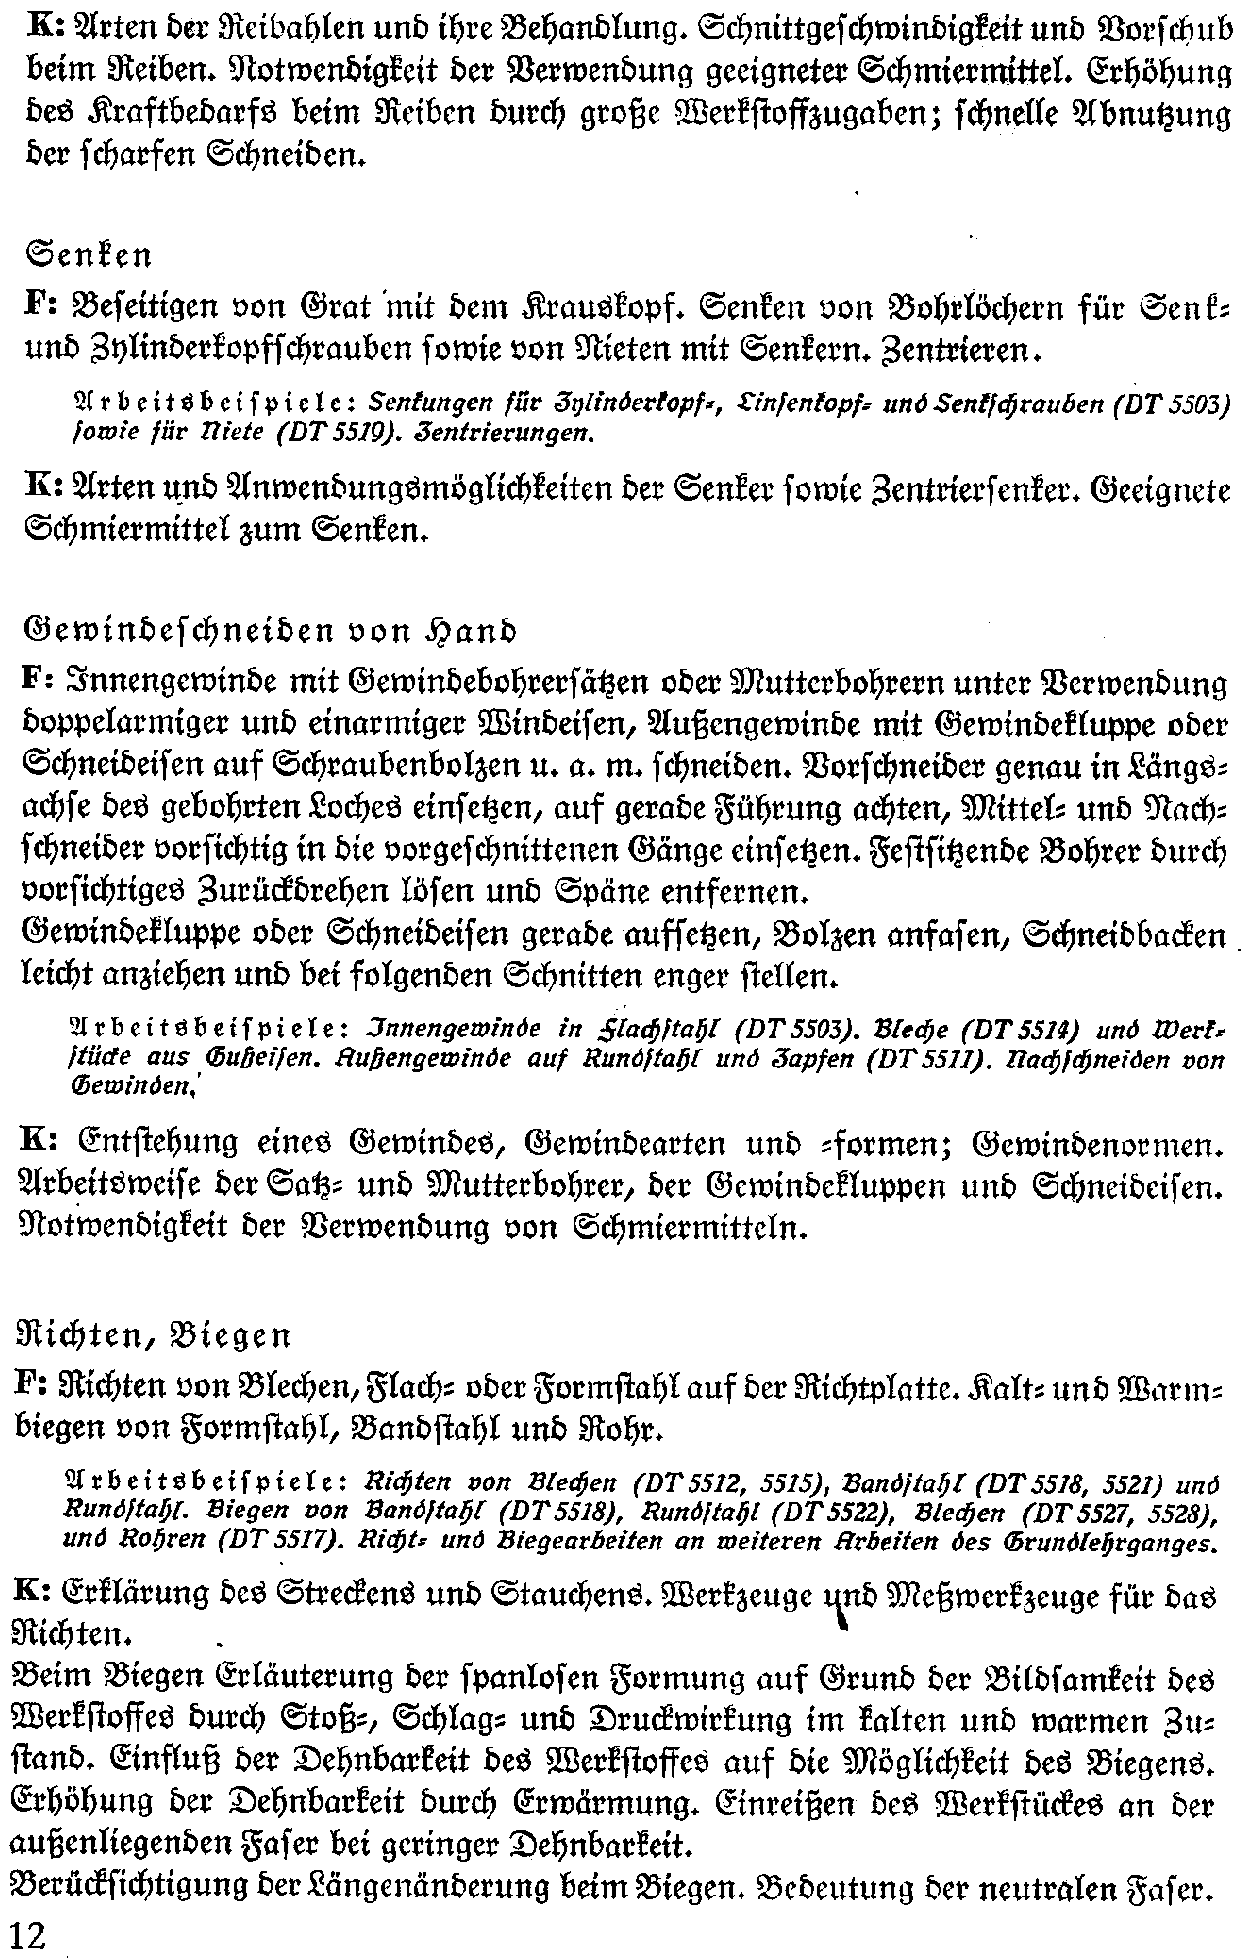 K: Arten der Reibahlen und ihre Behandlung. Schnittgeschwindigkeit und Vorschub
beim Reiben. Notwendigkeit der Verwendung geeigneter Schmiermittel. Erhöhung
des Kraftbedarfs beim Reiben durch große Werkstoffzugaben; schnelle Abnutzung
der scharfen Schneiden.
Senken
F: Beseitigen von Grat mit dem Krauskopf. Senken von Bohrlöchern für Senk-
und Zylinderkopfschrauben sowie von Nieten mit Senkern. Zentrieren.
Arbeitsbeispiele: Senkungen für Zylinderkopf-, Linsenkopf- und Senkschrauben (DT 5503)
sowie für Niete (DT 5519). Zentrierungen.
K: Arten und Anwendungsmöglichkeiten der Senker sowie Zentriersenker. Geeignete
Schmiermittel zum Senken.
Gewindeschneiden von Hand
F: Innengewinde mit Gewindebohrersätzen oder Mutterbohrern unter Verwendung
doppelarmiger und einarmiger Windeisen, Außengewinde mit Gewindekluppe oder
Schneideisen auf Schraubenbolzen u. a. m. schneiden. Vorschneider genau in Längs-
achse des gebohrten Loches einsetzen, auf gerade Führung achten, Mittel- und Nach-
schneider vorsichtig in die vorgeschnittenen Gänge einsetzen. Festsitzende Bohrer durch
vorsichtiges Zurückdrehen lösen und Späne entfernen.
Gewindekluppe oder Schneideisen gerade aufsetzen, Bolzen anfasen, Schneidbacken
leicht anziehen und bei folgenden Schnitten enger stellen.
Arbeitsbeispiele: Innengewinde in Flachstahl (DT 5503). Bleche (DT 5514) und Werk-
stücke aus Gußeisen. Außengewinde auf Rundstahl und Zapfen (DT 5511). Nachschneiden von
Gewinden.
K: Entstehung eines Gewindes, Gewindearten und -formen; Gewindenormen.
Arbeitsweise der Satz- und Mutterbohrer, der Gewindekluppen und Schneideisen.
Notwendigkeit der Verwendung von Schmiermitteln.
Richten, Biegen
F: Richten von Blechen, Flach- oder Formstahl auf der Richtplatte. Kalt- und Warm-
biegen von Formstahl, Bandstahl und Rohr.
Arbeitsbeispiele: Richten von Blechen (DT 5512, 5515), Bandstahl (DT 5518, 5521) und
Rundstahl. Biegen von Bandstahl (DT 5518), Rundstahl (DT 5522), Blechen (DT 5527, 5528),
und Rohren (DT 5517). Richt- und Biegearbeiten an weiteren Arbeiten des Grundlehrganges.
K: Erklärung des Streckens und Stauchens. Werkzeuge und Meßwerkzeuge für das
Richten.
Beim Biegen Erläuterung der spanlosen Formung auf Grund der Bildsamkeit des
Werkstoffes durch Stoß-, Schlag- und Druckwirkung im kalten und warmen Zu-
stand. Einfluß der Dehnbarkeit des Werkstoffes auf die Möglichkeit des Biegens.
Erhöhung der Dehnbarkeit durch Erwärmung. Einreißen des Werkstückes an der
außenliegenden Faser bei geringer Dehnbarkeit.
Berücksichtigung der Längenänderung beim Biegen. Bedeutung der neutralen Faser.
12